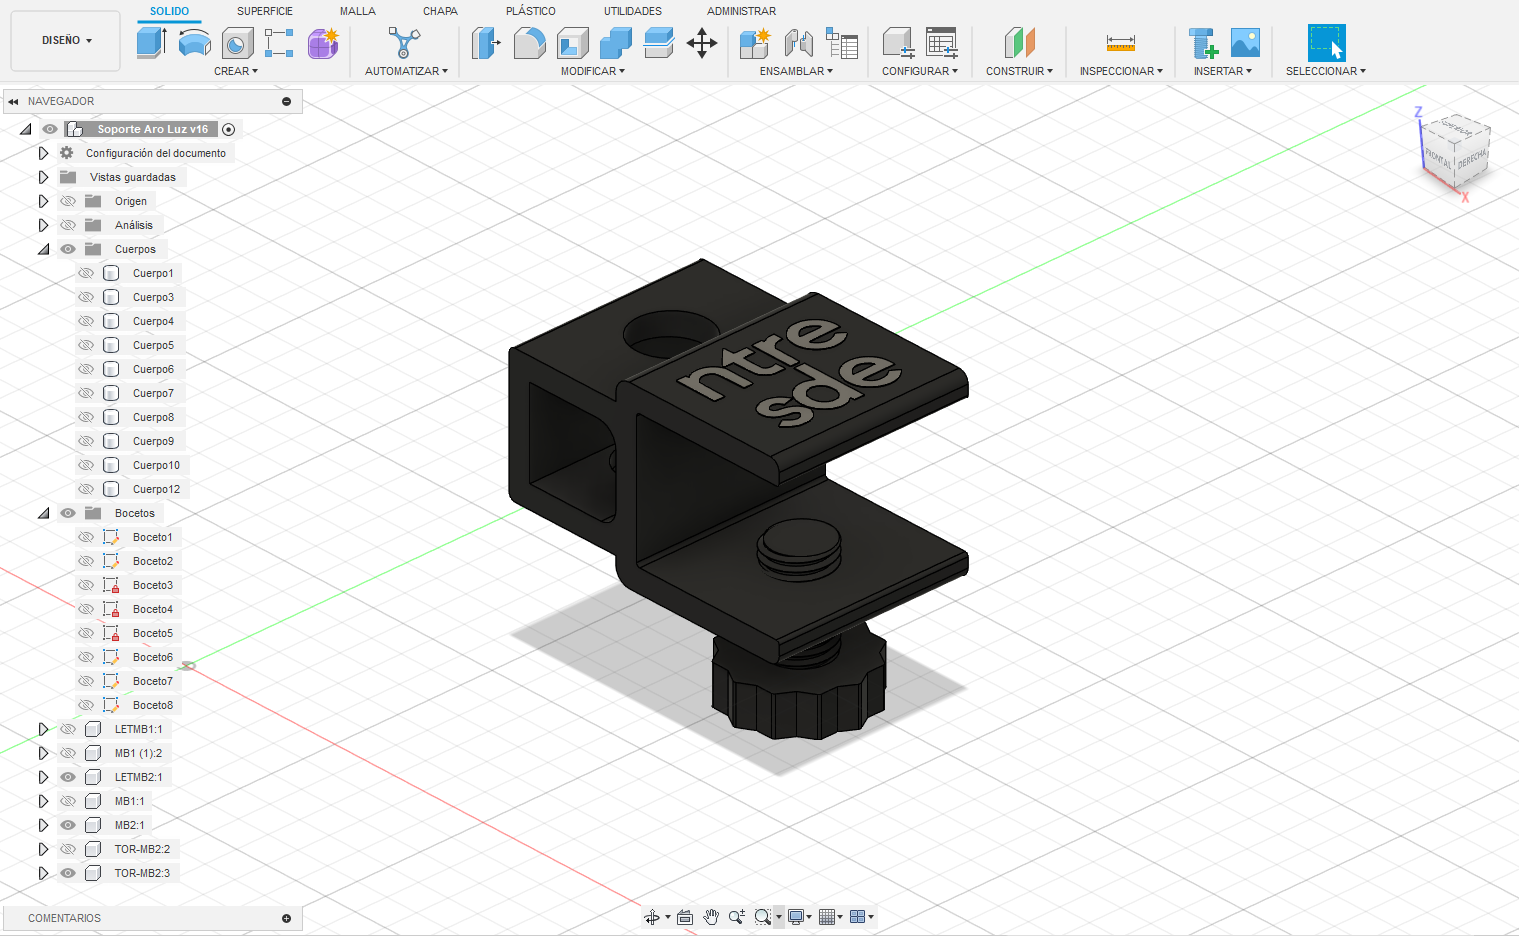 SOLIDO SUPERFICIE MALLA CHAPA PLÁSTICO UTILIDADES ADMINISTRAR
DISEÑO
CREAR AUTOMATIZAR MODIFICAR ENSAMBLAR CONFIGURAR CONSTRUIR INSPECCIONAR INSERTAR SELECCIONAR
NAVEGADOR
Soporte Aro Luz v16
Configuración del documento
Vistas guardadas
Origen
Análisis
Cuerpos
Cuerpo1
Cuerpo3
Cuerpo4
Cuerpo5
Cuerpo6
Cuerpo7
Cuerpo8
Cuerpo9
Cuerpo10
Cuerpo12
Bocetos
Boceto1
Boceto2
Boceto3
Boceto4
Boceto5
Boceto6
Boceto7
Boceto8
LETMB1:1
MB1 (1):2
LETMB2:1
MB1:1
MB2:1
TOR-MB2:2
TOR-MB2:3
COMENTARIOS
ntre
sde
Z
SUPERIOR
FRONTAL DERECHA
X